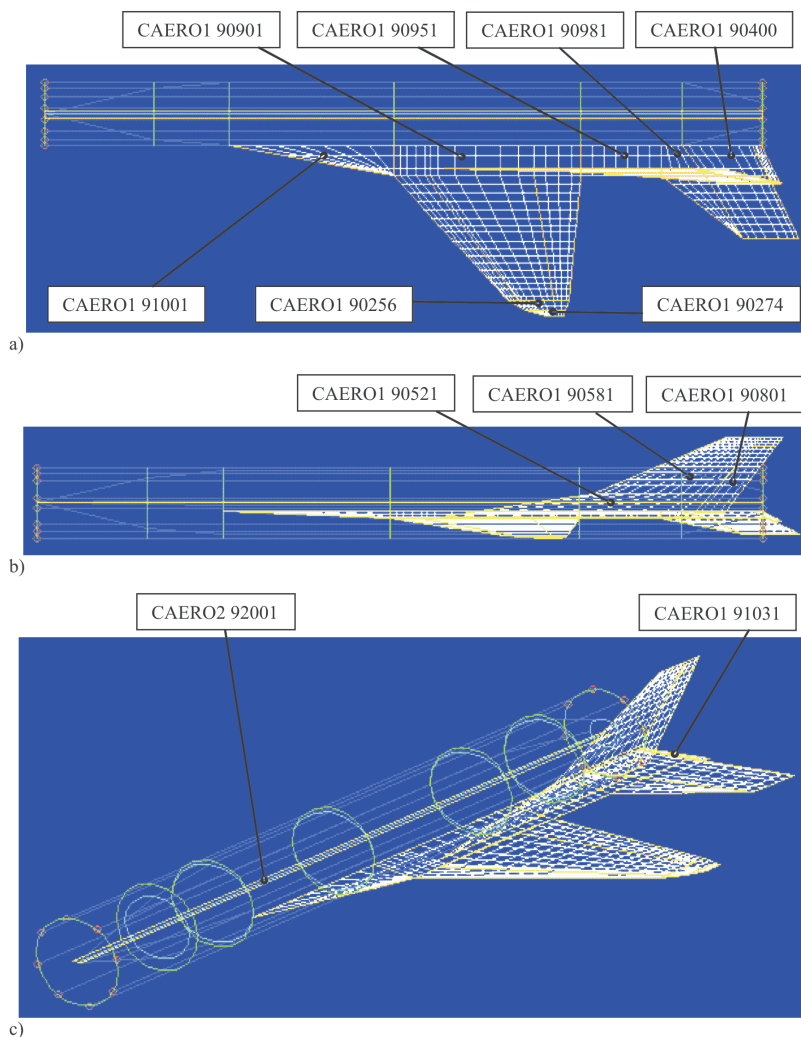 CAERO1 90901
CAERO1 90951
CAERO1 90981
CAERO1 90400
CAERO1 91001
CAERO1 90256
CAERO1 90274
a)
CAERO1 90521
CAERO1 90581
CAERO1 90801
b)
CAERO2 92001
CAERO1 91031
c)